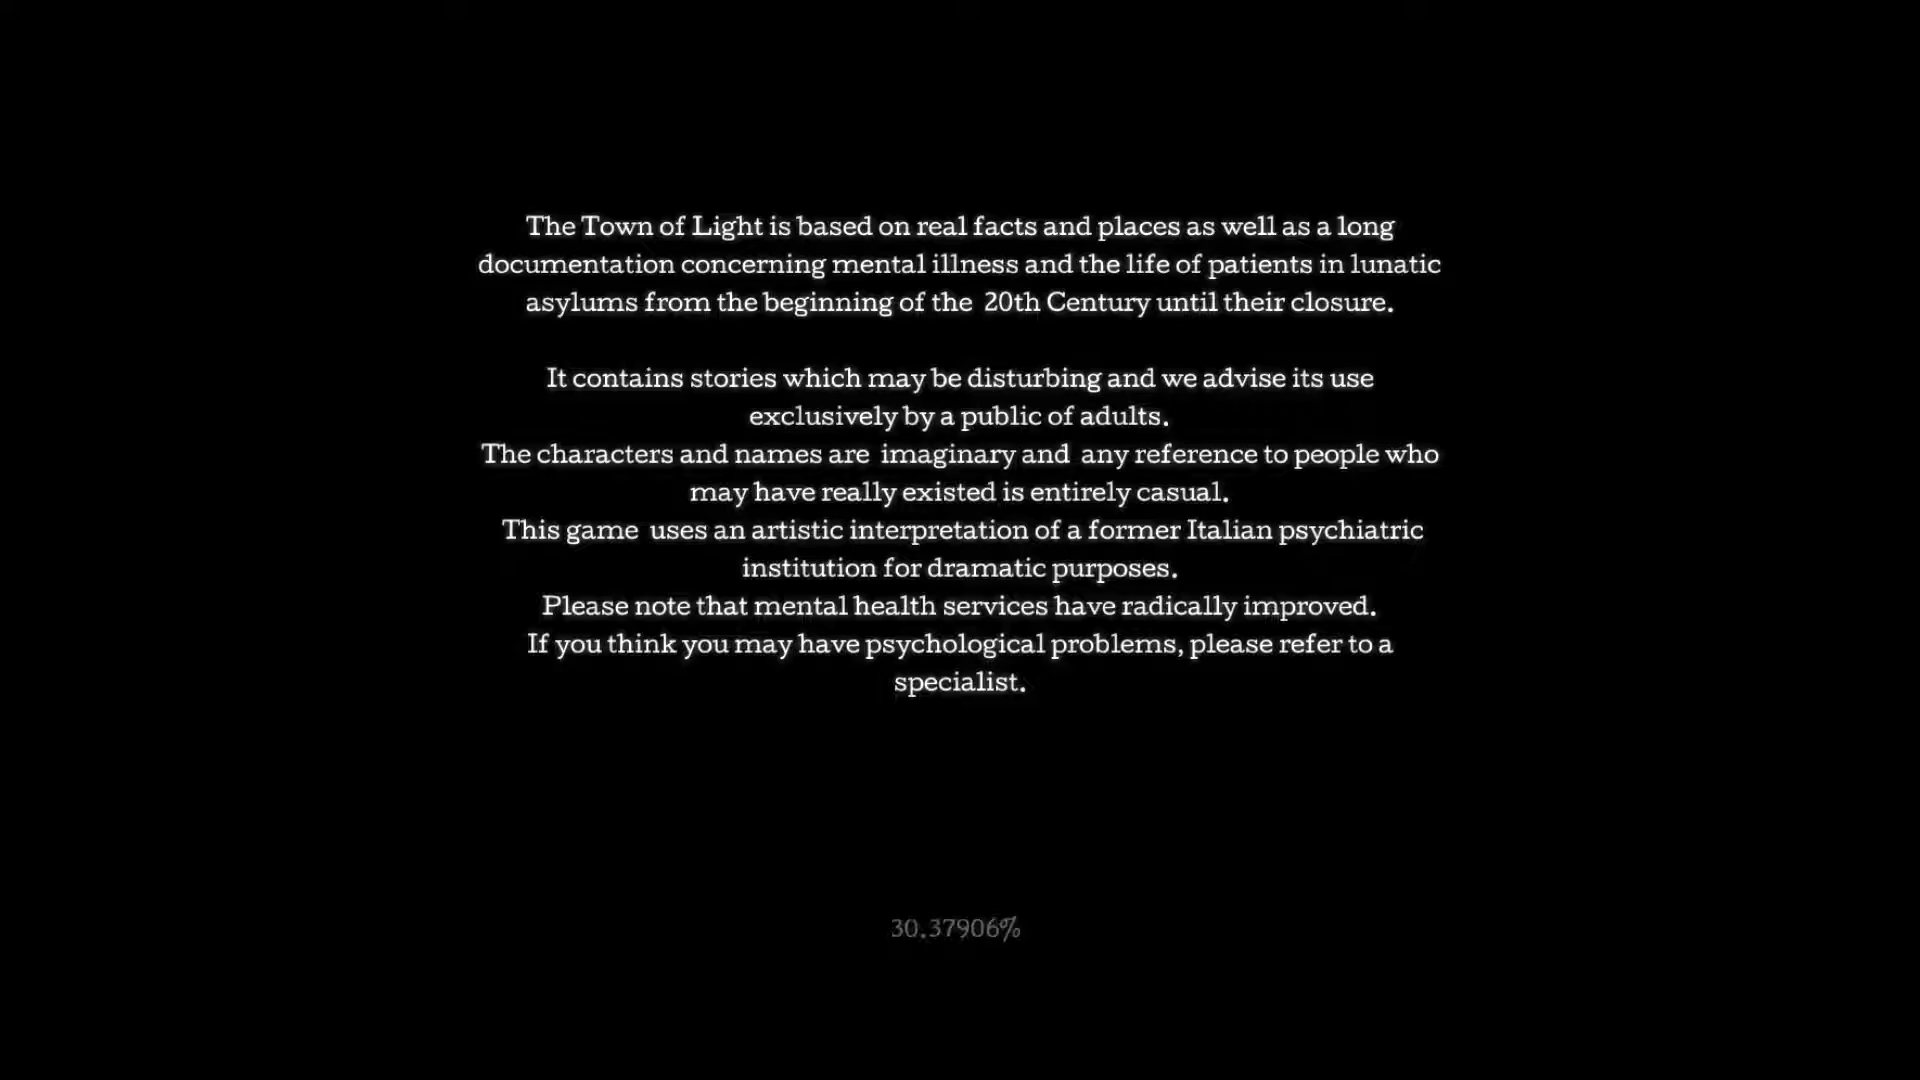 The Town of Light is based on real facts and places as well as a long
documentation concerning mental illness and the life of patients in lunatic
asylums from the beginning of the  20th Century until their closure.
It contains stories which may be disturbing and we advise its use
exclusively by a public of adults.
The characters and names are  imaginary and  any reference to people who
may have really existed is entirely casual.
This game  uses an artistic interpretation of a former Italian psychiatric
institution for dramatic purposes.
Please note that mental health services have radically improved.
If you think you may have psychological problems, please refer to a
specialist.
30.37906%